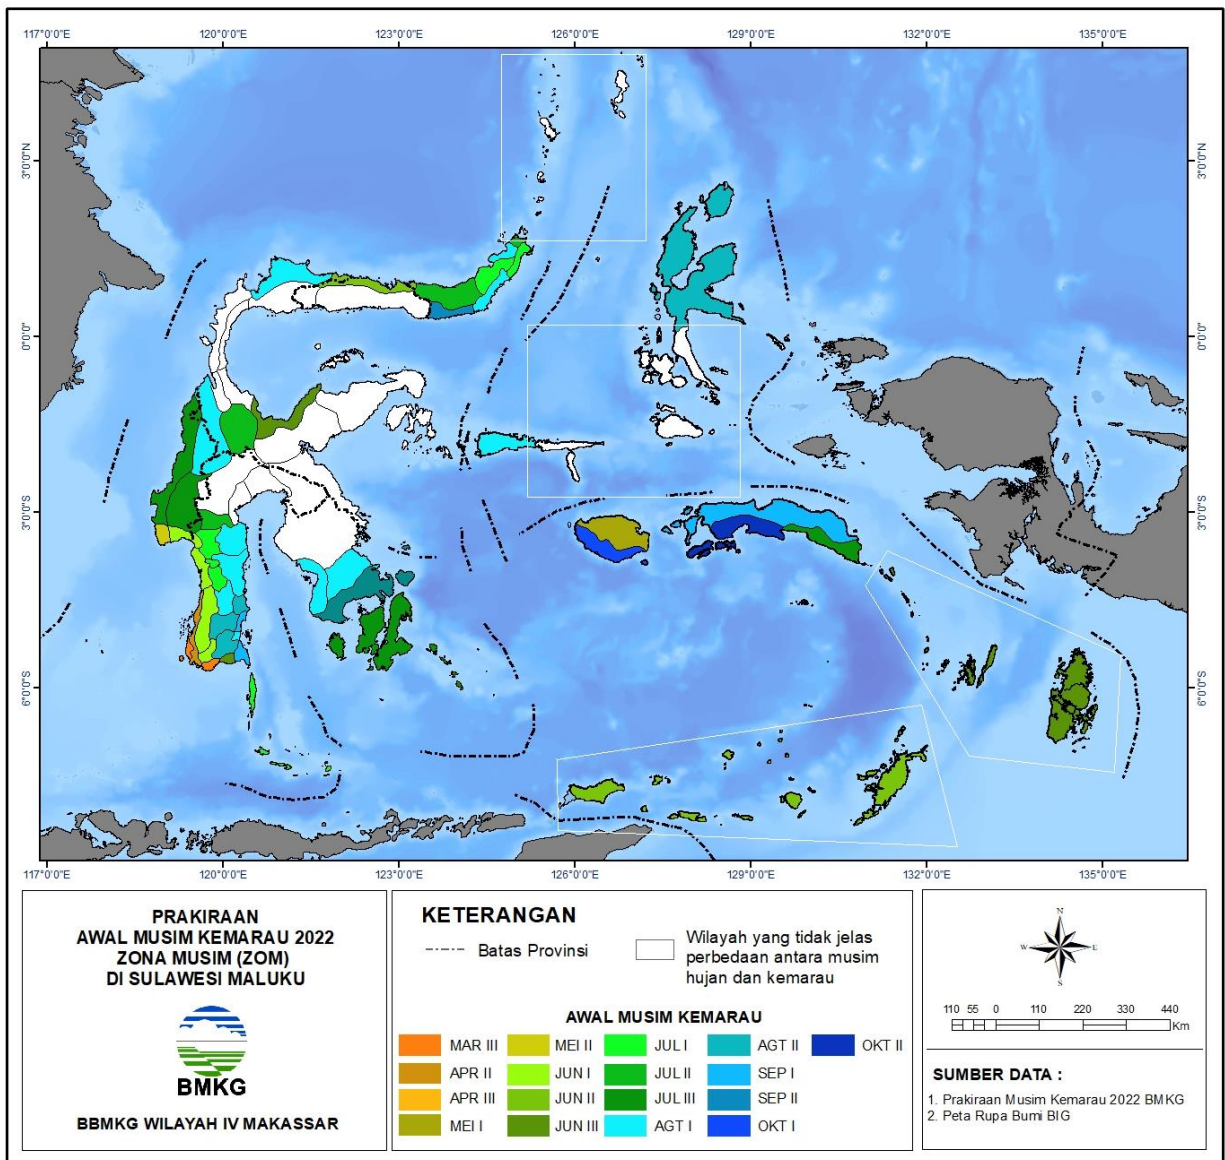 117°0'0"E
120°0'0"E
123°0'0"E
126°0'0"E
129°0'0"E
132°0'0"E
135°0'0"E
3°0'0"N
3°0'0"N
0°0'0"
0°0'0"
3°0'0"S
3°0'0"S
6°0'0"S
6°0'0"S
117°0'0"E
120°0'0"E
123°0'0"E
126°0'0"E
129°0'0"E
132°0'0"E
135°0'0"E
PRAKIRAAN
AWAL MUSIM KEMARAU 2022
ZONA MUSIM (ZOM)
DI SULAWESI MALUKU
BMKG
BBMKG WILAYAH IV MAKASSAR
KETERANGAN
Batas Provinsi
Wilayah yang tidak jelas
perbedaan antara musim
hujan dan kemarau
AWAL MUSIM KEMARAU
MAR III
APR II
APR III
MEI I
MEI II
JUN I
JUN II
JUN III
JUL I
JUL II
JUL III
AGT I
AGT II
SEP I
SEP II
OKT I
OKT II
N
W E
S
110 55 0 110 220 330 440
Km
SUMBER DATA :
1. Prakiraan Musim Kemarau 2022 BMKG
2. Peta Rupa Bumi BIG